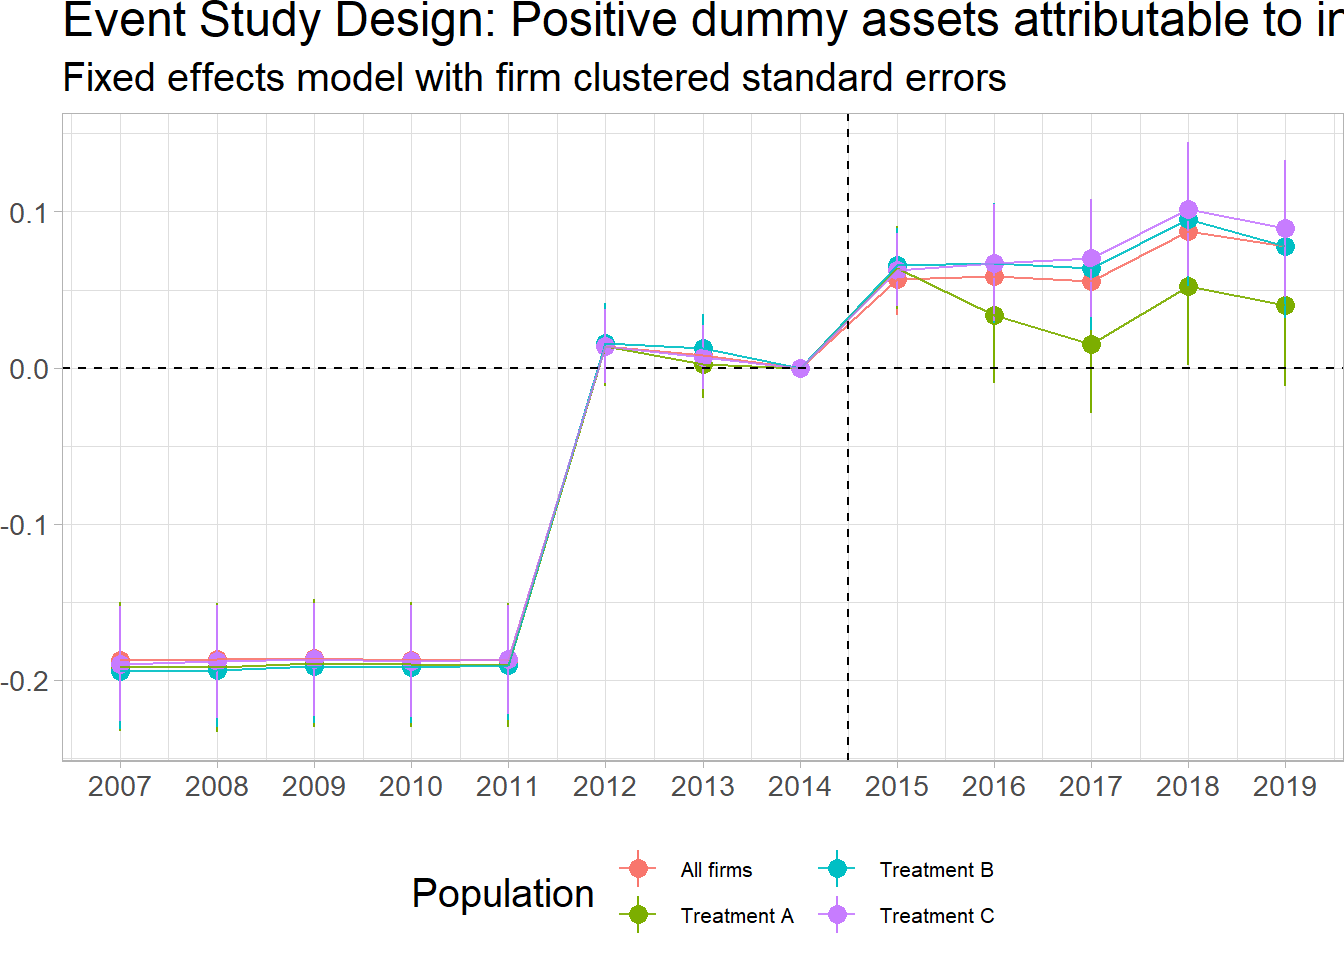 Event Study Design: Positive dummy assets attributable to
Fixed effects model with firm clustered standard errors
0.1
0.0
-0.1
-0.2
2007 2008 2009 2010 2011 2012 2013 2014 2015 2016 2017 2018 2019
Population
All firms
Treatment A
Treatment B
Treatment C